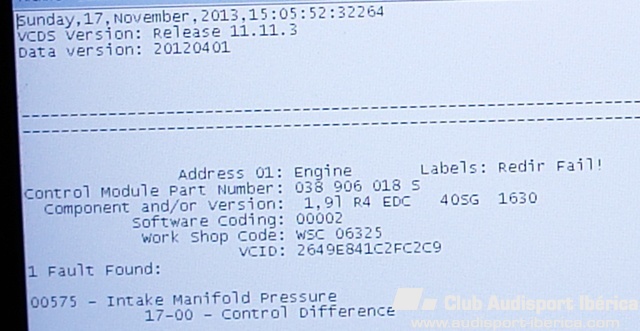 Sunday,17,November,2013,15:05:52:32264
VCDS Version: Release 11.11.3
Data version: 20120401
Address 01: Engine Labels: Redir Fail!
Control Module Part Number: 038 906 018 S
Component and/or Version: 1,9l R4 EDC 40SG 1630
Software Coding: 00002
Work Shop Code: WSC 06325
VCID: 2649E841C2FC2C9
1 Fault Found:
00575 - Intake Manifold Pressure
17-00 - Control Difference
Club Audisport Ibérica
www.audisport-iberica.com